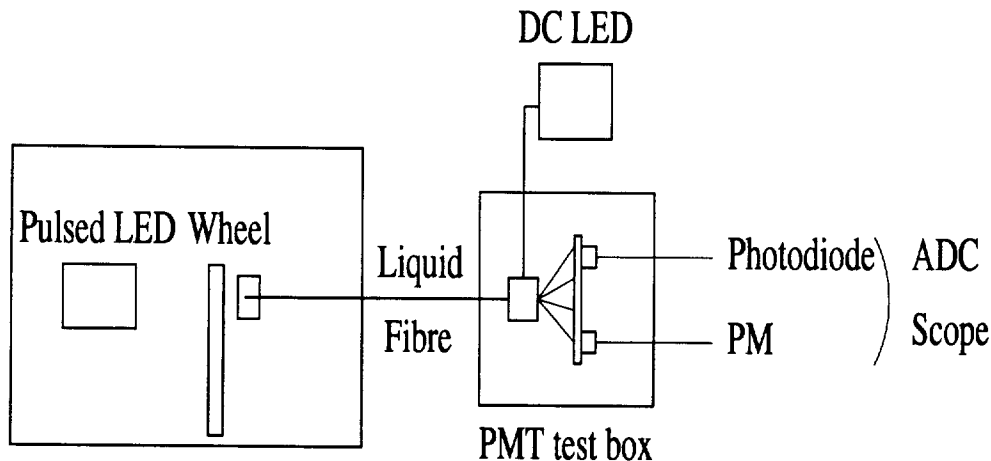 DC LED
Pulsed LED Wheel
Liquid
Fibre
Photodiode
PM
ADC
Scope
PMT test box